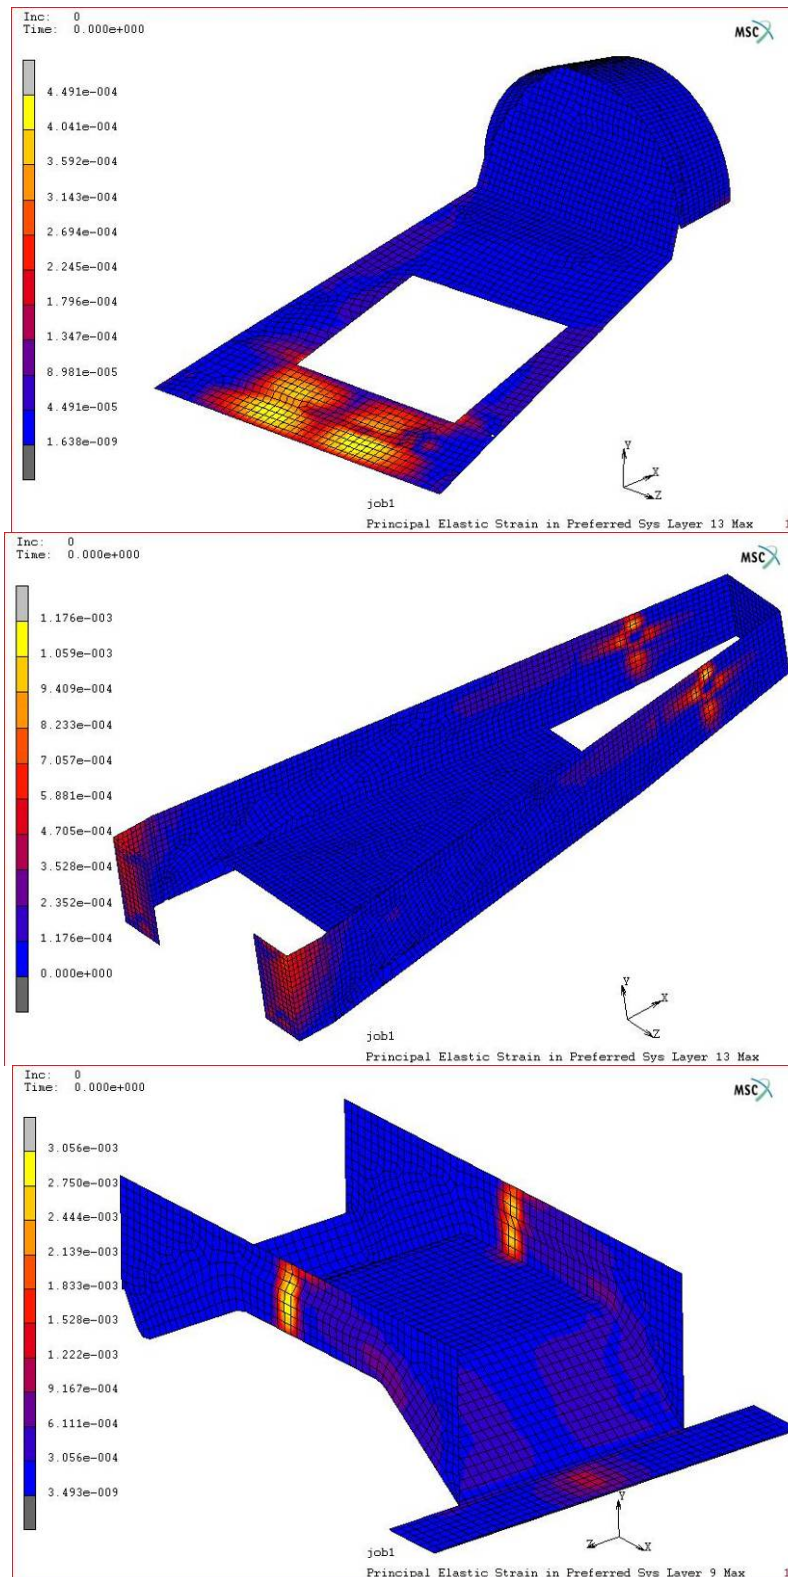 Inc: 0
Time: 0.000e+000
MSC
4.491e-004
4.041e-004
3.592e-004
3.143e-004
2.694e-004
2.245e-004
1.796e-004
1.347e-004
8.981e-005
4.491e-005
1.638e-009
Y
X
Z
job1
Principal Elastic Strain in Preferred Sys Layer 13 Max 1
Inc: 0
Time: 0.000e+000
MSC
1.176e-003
1.059e-003
9.409e-004
8.233e-004
7.057e-004
5.881e-004
4.705e-004
3.528e-004
2.352e-004
1.176e-004
0.000e+000
Y
X
Z
job1
Principal Elastic Strain in Preferred Sys Layer 13 Max
Inc: 0
Time: 0.000e+000
MSC
3.056e-003
2.750e-003
2.444e-003
2.139e-003
1.833e-003
1.528e-003
1.222e-003
9.167e-004
6.111e-004
3.056e-004
3.493e-009
Y
Z
X
job1
Principal Elastic Strain in Preferred Sys Layer 9 Max 1